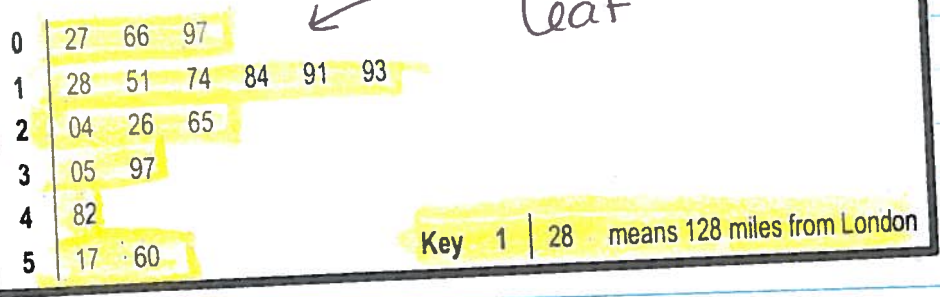 leaf
0 | 27 66 97
1 | 28 51 74 84 91 93
2 | 04 26 65
3 | 05 97
4 | 82
5 | 17 60
Key 1 | 28 means 128 miles from London